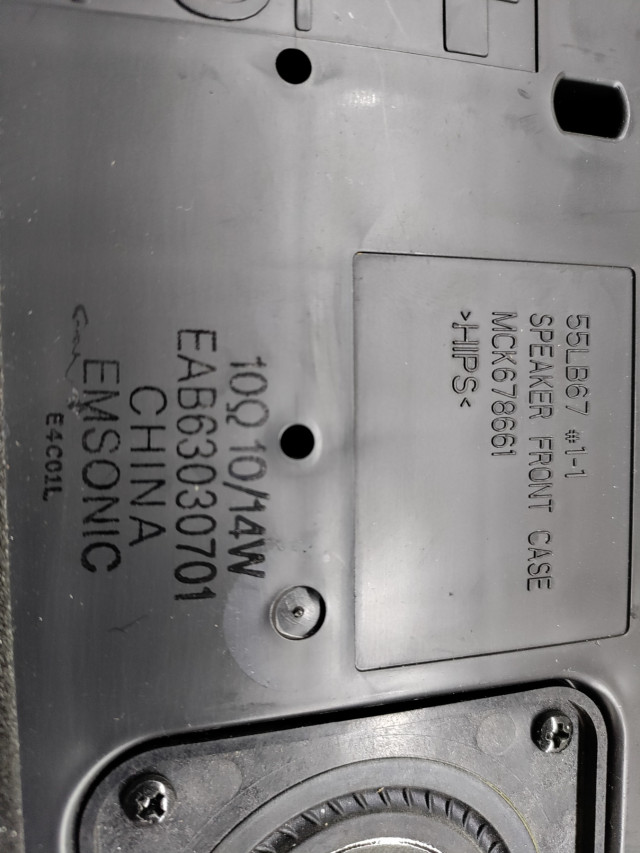 55LB67 #1-1
SPEAKER FRONT CASE
MCK678661
>HIPS<
10Ω 10/14W
EAB63030701
CHINA
EMSONIC
E4C01L